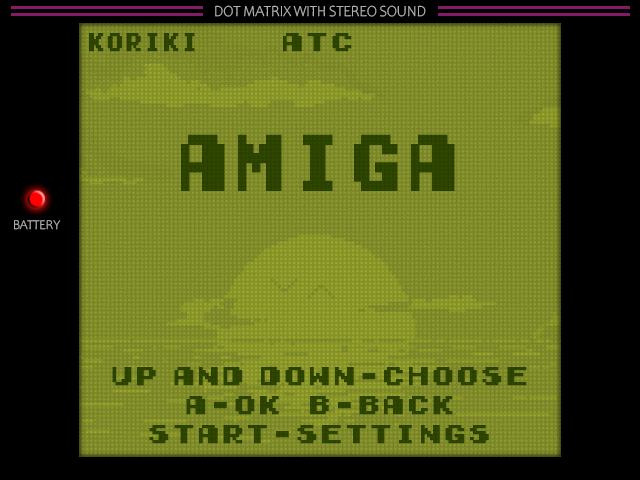 DOT MATRIX WITH STEREO SOUND
KORIKI ATC
AMIGA
BATTERY
UP AND DOWN-CHOOSE
A-OK B-BACK
START-SETTINGS